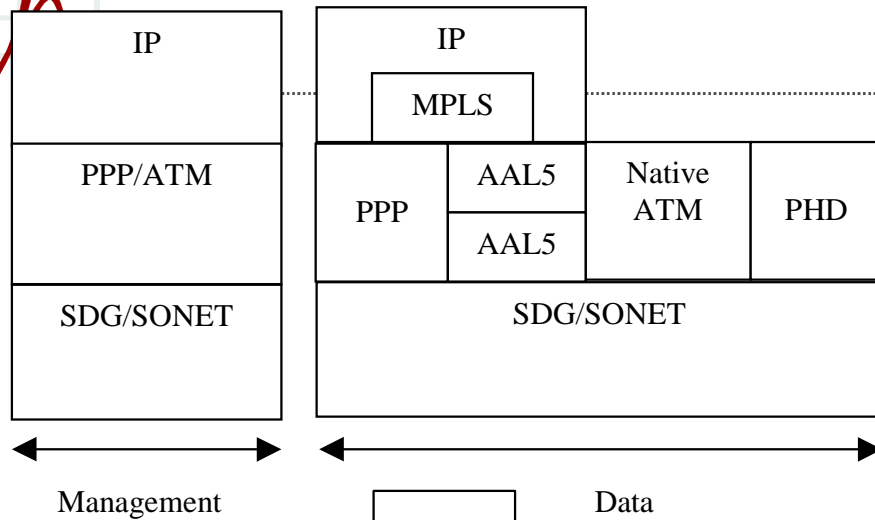 IP
PPP/ATM
SDG/SONET
Management
IP
MPLS
PPP
AAL5
AAL5
Native
ATM
PHD
SDG/SONET
Data